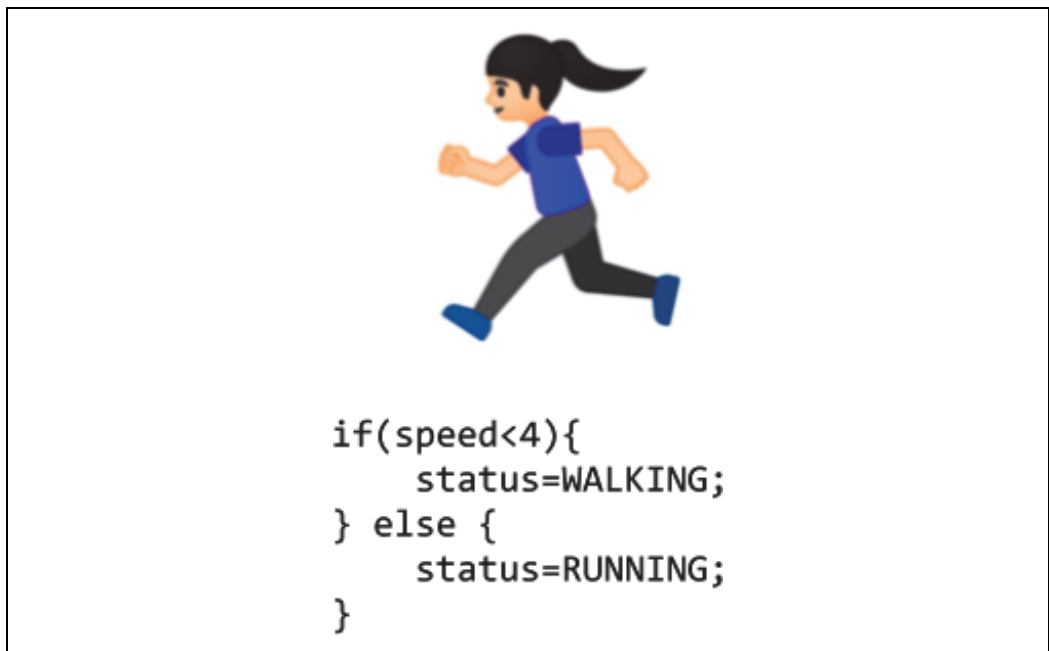 if(speed<4){
    status=WALKING;
} else {
    status=RUNNING;
}